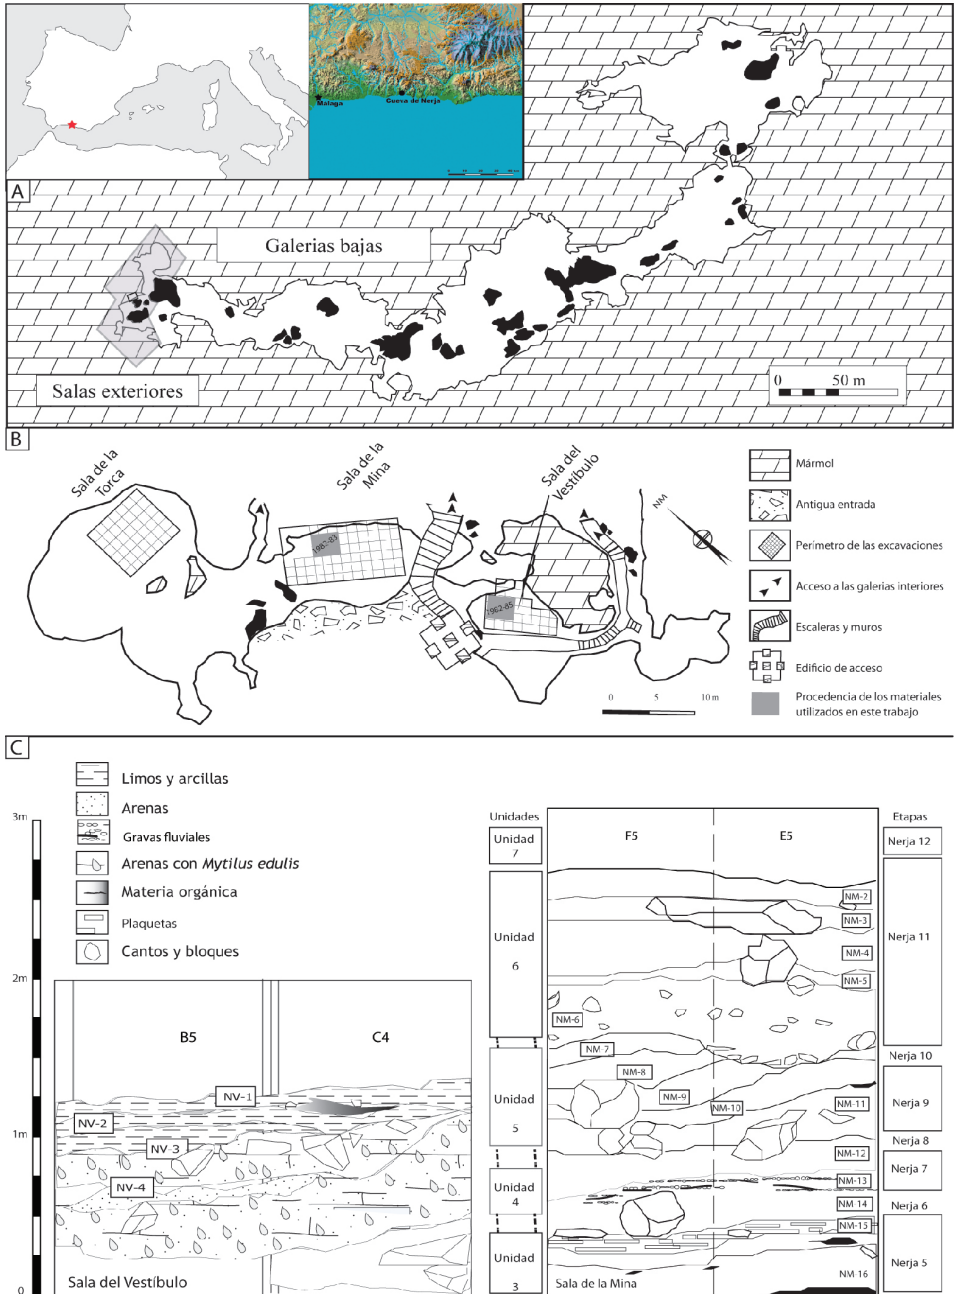 Málaga
Cueva de Nerja
A
Galerias bajas
Salas exteriores
0 50 m
B
Sala de la
Torca
Sala de la
Mina
Sala del
Vestíbulo
1982-83
1962-85
NM
0 5 10 m
Mármol
Antigua entrada
Perímetro de las excavaciones
Acceso a las galerias interiores
Escaleras y muros
Edificio de acceso
Procedencia de los materiales
utilizados en este trabajo
C
Limos y arcillas
Arenas
Gravas fluviales
Arenas con Mytilus edulis
Materia orgánica
Plaquetas
Cantos y bloques
3m
2m
1m
0
B5
C4
NV-1
NV-2
NV-3
NV-4
Sala del Vestíbulo
Unidades
Unidad
7
Unidad
6
Unidad
5
Unidad
4
Unidad
3
F5
E5
NM-2
NM-3
NM-4
NM-5
NM-6
NM-7
NM-8
NM-9
NM-10
NM-11
NM-12
NM-13
NM-14
NM-15
NM-16
Sala de la Mina
Etapas
Nerja 12
Nerja 11
Nerja 10
Nerja 9
Nerja 8
Nerja 7
Nerja 6
Nerja 5